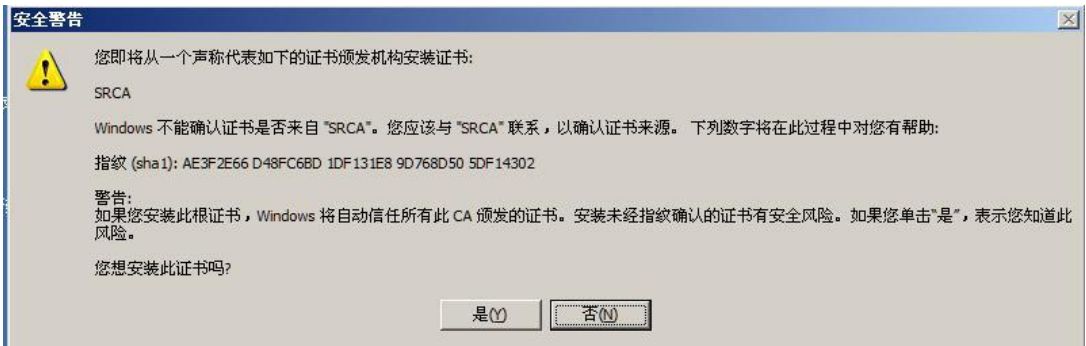 安全警告
您即将从一个声称代表如下的证书颁发机构安装证书:
SRCA
Windows 不能确认证书是否来自 "SRCA"。您应该与 "SRCA" 联系，以确认证书来源。 下列数字将在此过程中对您有帮助:
指纹 (sha1): AE3F2E66 D48FC6BD 1DF131E8 9D768D50 5DF14302
警告:
如果您安装此根证书，Windows 将自动信任所有此 CA 颁发的证书。安装未经指纹确认的证书有安全风险。如果您单击“是”，表示您知道此
风险。
您想安装此证书吗?
是(Y) 否(N)